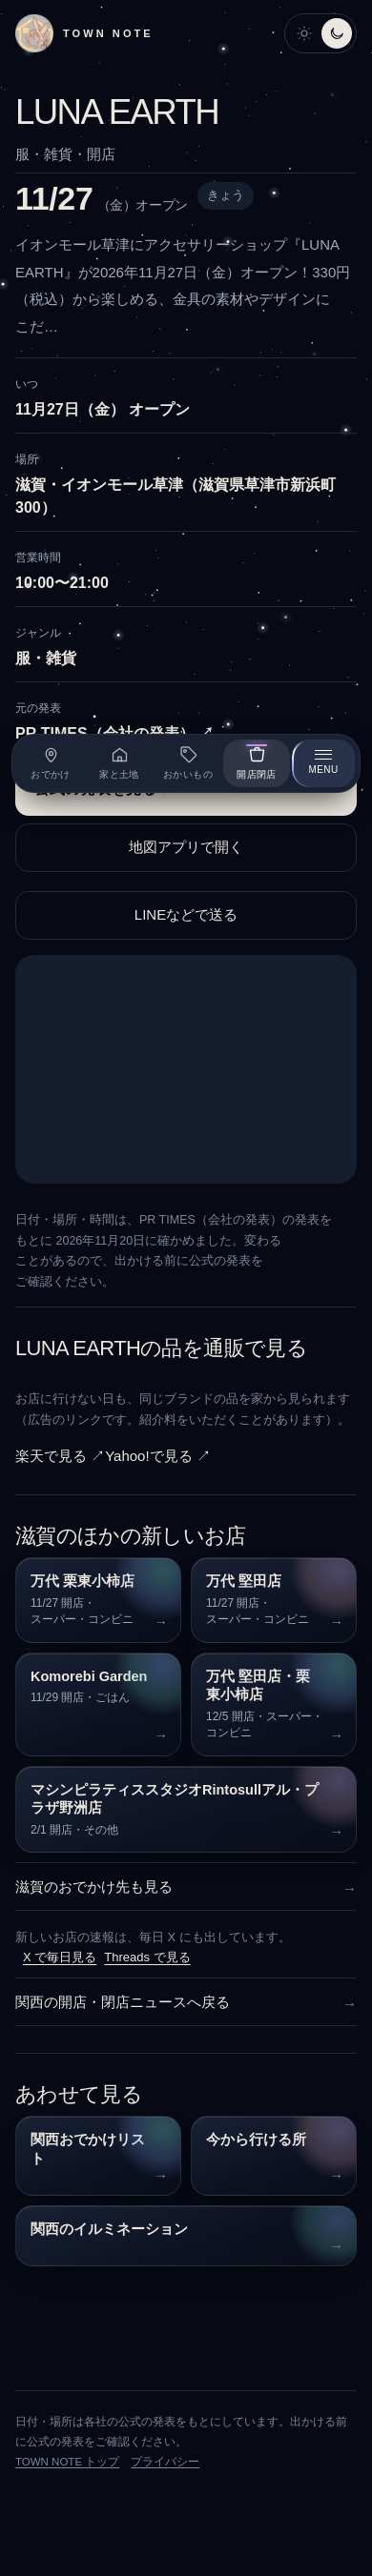 TOWN NOTE
LUNA EARTH
服・雑貨・開店
11/27 （金）オープン きょう
イオンモール草津にアクセサリーショップ『LUNA
EARTH』が2026年11月27日（金）オープン！330円
（税込）から楽しめる、金具の素材やデザインに
こだ…
いつ
11月27日（金） オープン
場所
滋賀・イオンモール草津（滋賀県草津市新浜町
300）
営業時間
10:00〜21:00
ジャンル
服・雑貨
元の発表
PR TIMES（会社の発表） ↗
おでかけ 家と土地 おかいもの 開店閉店 MENU
地図アプリで開く
LINEなどで送る
日付・場所・時間は、PR TIMES（会社の発表）の発表を
もとに 2026年11月20日に確かめました。変わる
ことがあるので、出かける前に公式の発表を
ご確認ください。
LUNA EARTHの品を通販で見る
お店に行けない日も、同じブランドの品を家から見られます
（広告のリンクです。紹介料をいただくことがあります）。
楽天で見る ↗Yahoo!で見る ↗
滋賀のほかの新しいお店
万代 栗東小柿店
11/27 開店・
スーパー・コンビニ →
万代 堅田店
11/27 開店・
スーパー・コンビニ →
Komorebi Garden
11/29 開店・ごはん
→
万代 堅田店・栗
東小柿店
12/5 開店・スーパー・
コンビニ →
マシンピラティススタジオRintosullアル・プ
ラザ野洲店
2/1 開店・その他 →
滋賀のおでかけ先も見る →
新しいお店の速報は、毎日 X にも出しています。
X で毎日見る Threads で見る
関西の開店・閉店ニュースへ戻る →
あわせて見る
関西おでかけリス
ト →
今から行ける所
→
関西のイルミネーション
→
日付・場所は各社の公式の発表をもとにしています。出かける前
に公式の発表をご確認ください。
TOWN NOTE トップ プライバシー